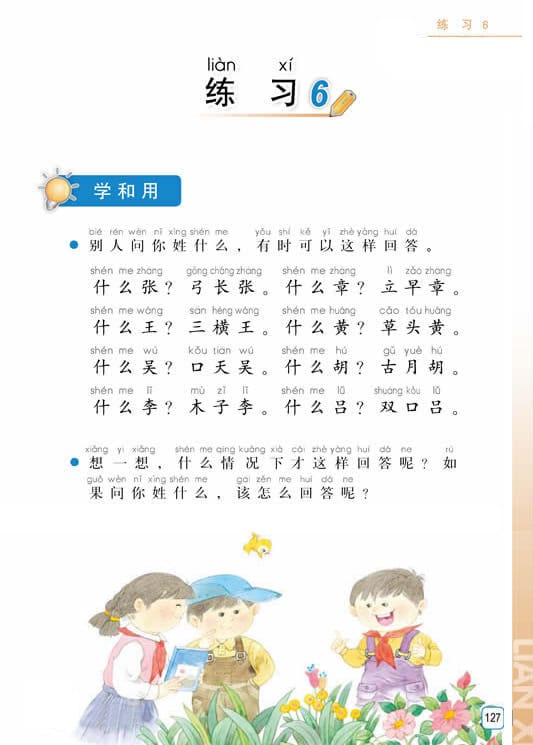 练 习 6
liàn xí
练 习 6
学和用
bié rén wèn nǐ xìng shén me yǒu shí kě yǐ zhè yàng huí dá
别人问你姓什么，有时可以这样回答。
shén me zhāng gōng cháng zhāng shén me zhāng lì zǎo zhāng
什么张？弓长张。什么章？立早章。
shén me wáng sān héng wáng shén me huáng cǎo tóu huáng
什么王？三横王。什么黄？草头黄。
shén me wú kǒu tiān wú shén me hú gǔ yuè hú
什么吴？口天吴。什么胡？古月胡。
shén me lǐ mù zǐ lǐ shén me lǚ shuāng kǒu lǚ
什么李？木子李。什么吕？双口吕。
xiǎng yi xiǎng shén me qíng kuàng xià cái zhè yàng huí dá ne rú
想一想，什么情况下才这样回答呢？如
guǒ wèn nǐ xìng shén me gāi zěn me huí dá ne
果问你姓什么，该怎么回答呢？
LIAN X
127